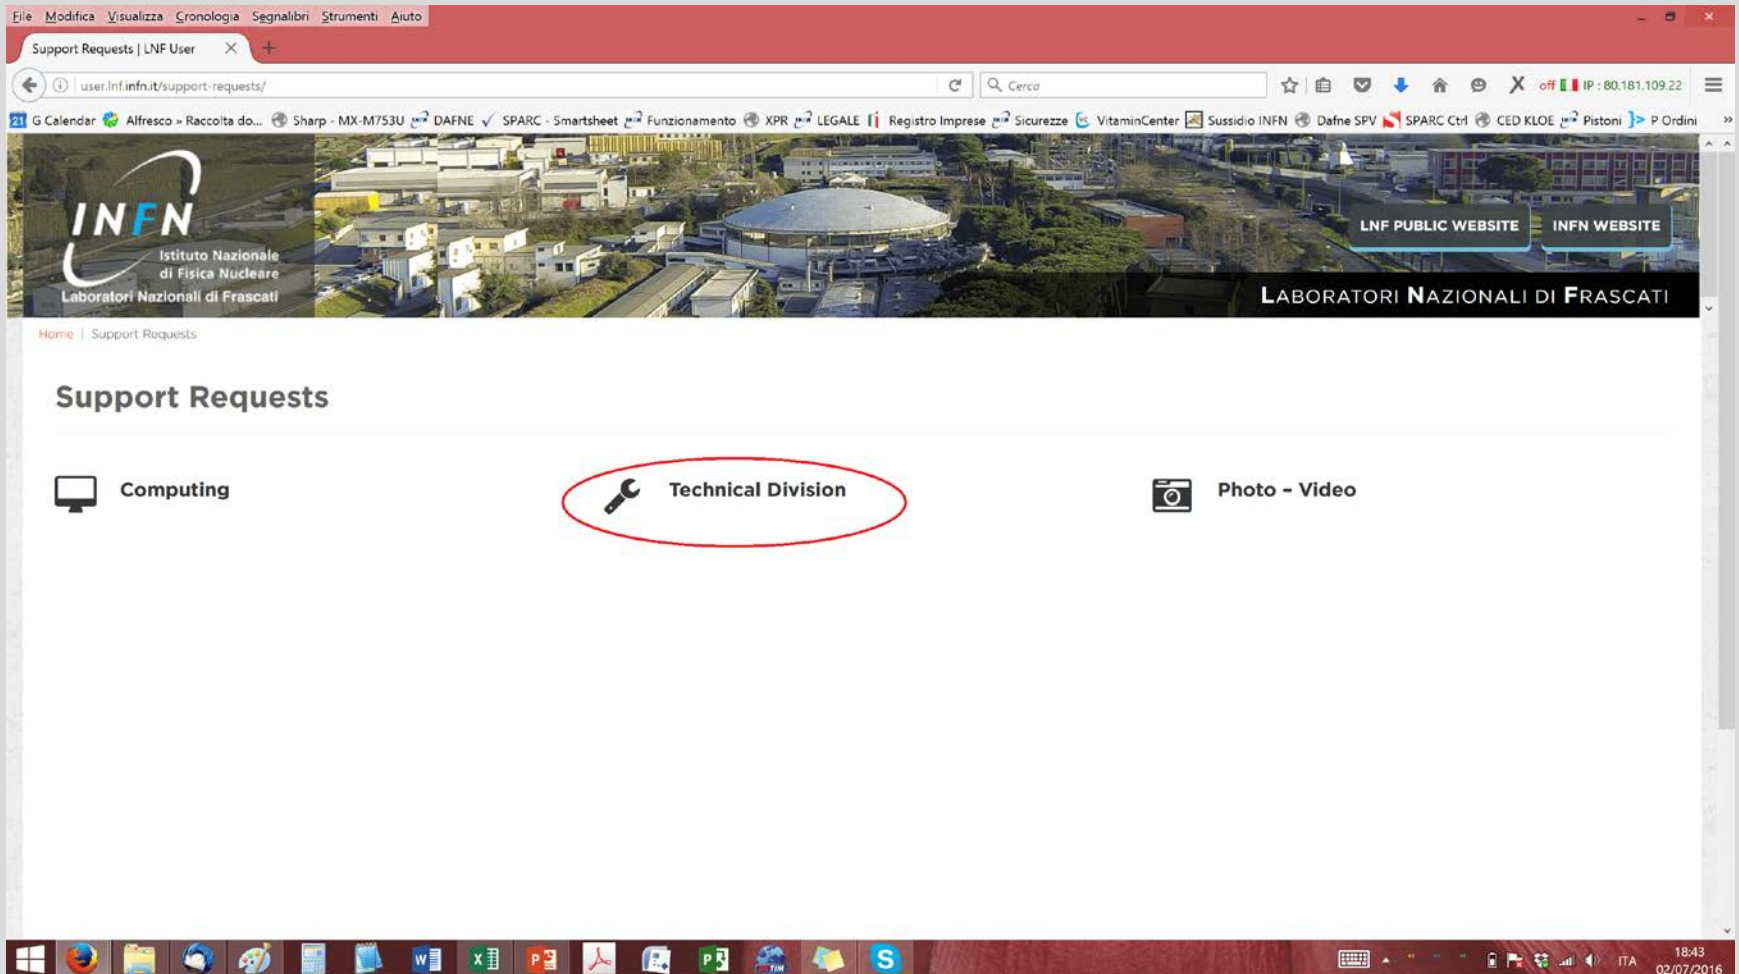 File Modifica Visualizza Cronologia Segnalibri Strumenti Aiuto
Support Requests | LNF User
user.lnf.infn.it/support-requests/
Cerca
off IP : 80.181.109.22
21 G Calendar Alfresco » Raccolta do... Sharp - MX-M753U DAFNE SPARC - Smartsheet Funzionamento XPR LEGALE Registro Imprese Sicurezze VitaminCenter Sussidio INFN Dafne SPV SPARC Ctrl CED KLOE Pistoni P Ordini »
INFN
Istituto Nazionale
di Fisica Nucleare
Laboratori Nazionali di Frascati
LNF PUBLIC WEBSITE INFN WEBSITE
LABORATORI NAZIONALI DI FRASCATI
Home | Support Requests
Support Requests
Computing
Technical Division
Photo – Video
ITA
18:43
02/07/2016